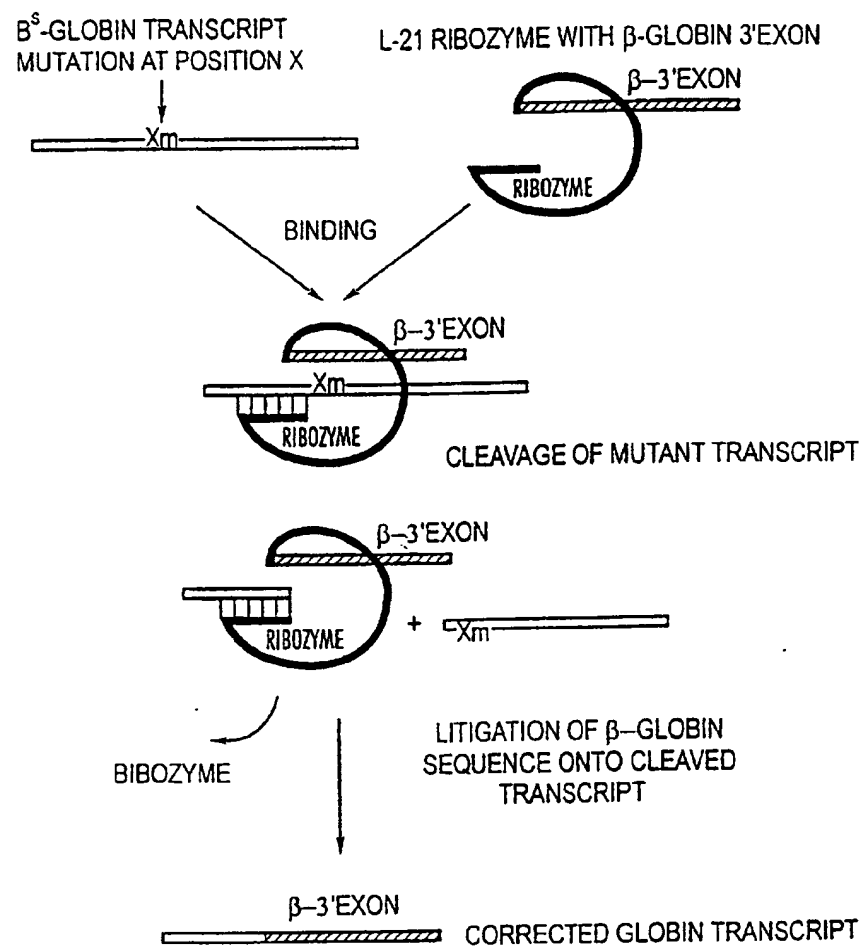 Bˢ-GLOBIN TRANSCRIPT
MUTATION AT POSITION X
L-21 RIBOZYME WITH β-GLOBIN 3'EXON
β–3'EXON
Xm
RIBOZYME
BINDING
β–3'EXON
Xm
RIBOZYME
CLEAVAGE OF MUTANT TRANSCRIPT
β–3'EXON
RIBOZYME
+
Xm
BIBOZYME
LITIGATION OF β–GLOBIN
SEQUENCE ONTO CLEAVED
TRANSCRIPT
β–3'EXON
CORRECTED GLOBIN TRANSCRIPT